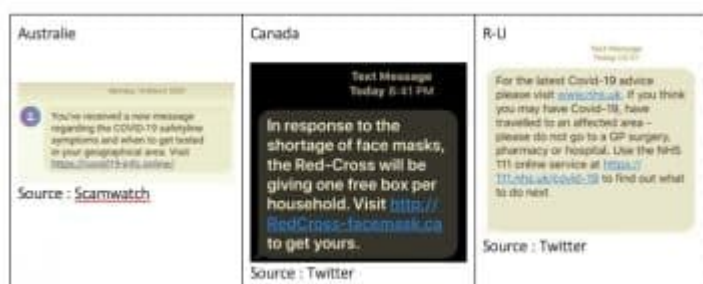 Australie
You've received a new message
regarding the COVID-19 safetyline
symptoms and when to get tested
in your geographical area. Visit
https://covid19-info.online/
Source : Scamwatch
Canada
Text Message
Today 6:41 PM
In response to the
shortage of face masks,
the Red-Cross will be
giving one free box per
household. Visit http://
RedCross-facemask.ca
to get yours.
Source : Twitter
R-U
Text Message
For the latest Covid-19 advice
please visit www.nhs.uk. If you think
you may have Covid-19, have
travelled to an affected area –
please do not go to a GP surgery,
pharmacy or hospital. Use the NHS
111 online service at https://
111.nhs.uk/covid-19 to find out what
to do next
Source : Twitter